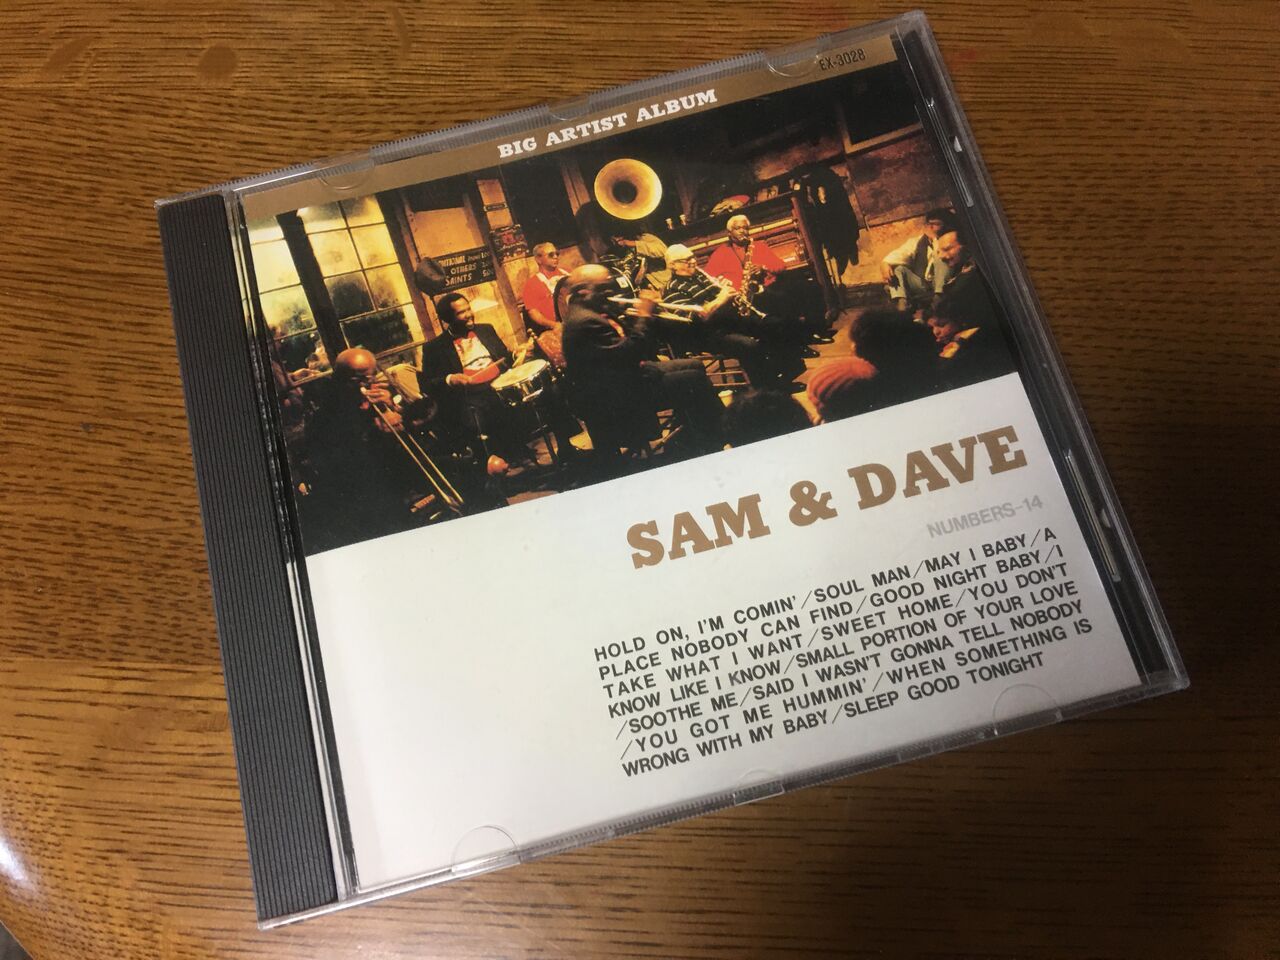 EX-3028
BIG ARTIST ALBUM
OTHERS
SAINTS
SAM & DAVE
NUMBERS-14
HOLD ON, I'M COMIN'/SOUL MAN/MAY I BABY/A
PLACE NOBODY CAN FIND/GOOD NIGHT BABY/I
TAKE WHAT I WANT/SWEET HOME/YOU DON'T
KNOW LIKE I KNOW/SMALL PORTION OF YOUR LOVE
/SOOTHE ME/SAID I WASN'T GONNA TELL NOBODY
/YOU GOT ME HUMMIN'/WHEN SOMETHING IS
WRONG WITH MY BABY/SLEEP GOOD TONIGHT